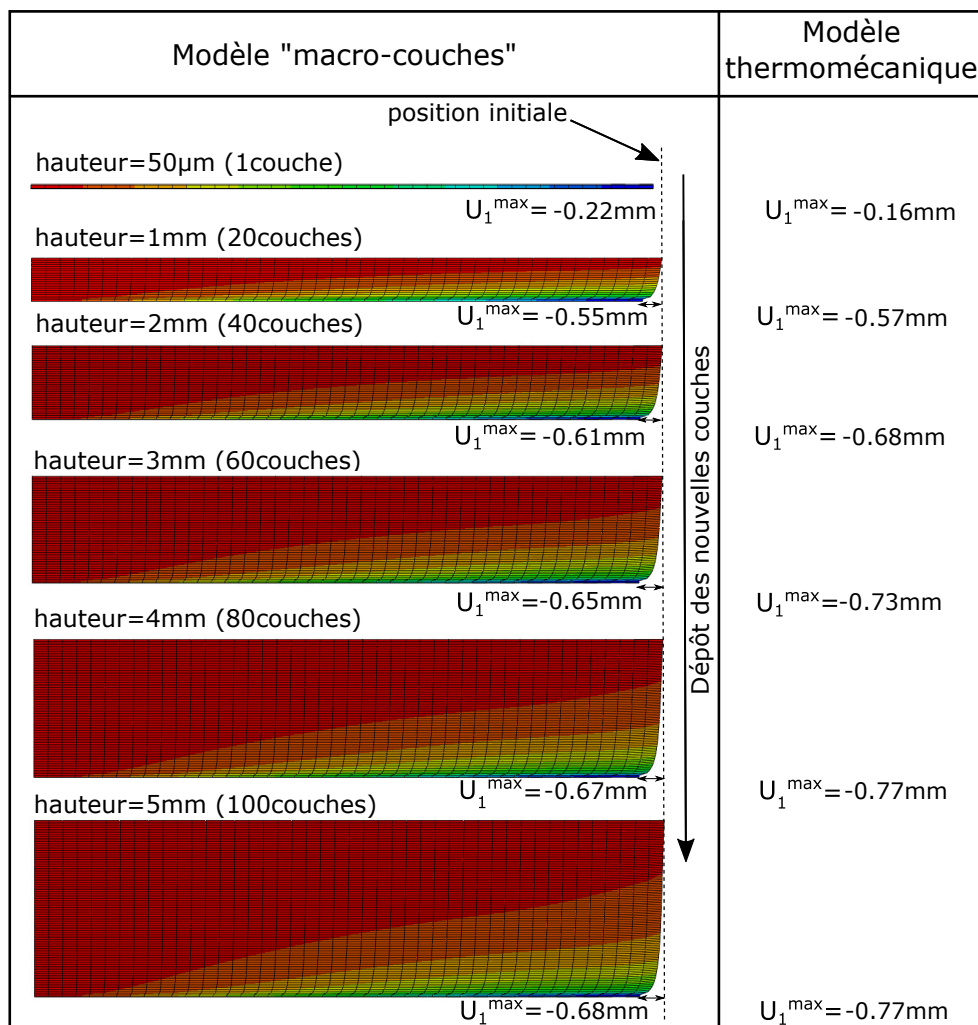 Modèle "macro-couches"
Modèle
thermomécanique
position initiale
hauteur=50µm (1couche)
U₁ᵐᵃˣ= -0.22mm
U₁ᵐᵃˣ= -0.16mm
hauteur=1mm (20couches)
U₁ᵐᵃˣ= -0.55mm
U₁ᵐᵃˣ= -0.57mm
hauteur=2mm (40couches)
U₁ᵐᵃˣ= -0.61mm
U₁ᵐᵃˣ= -0.68mm
hauteur=3mm (60couches)
U₁ᵐᵃˣ=-0.65mm
U₁ᵐᵃˣ=-0.73mm
hauteur=4mm (80couches)
U₁ᵐᵃˣ=-0.67mm
U₁ᵐᵃˣ=-0.77mm
hauteur=5mm (100couches)
U₁ᵐᵃˣ=-0.68mm
U₁ᵐᵃˣ=-0.77mm
Dépôt des nouvelles couches